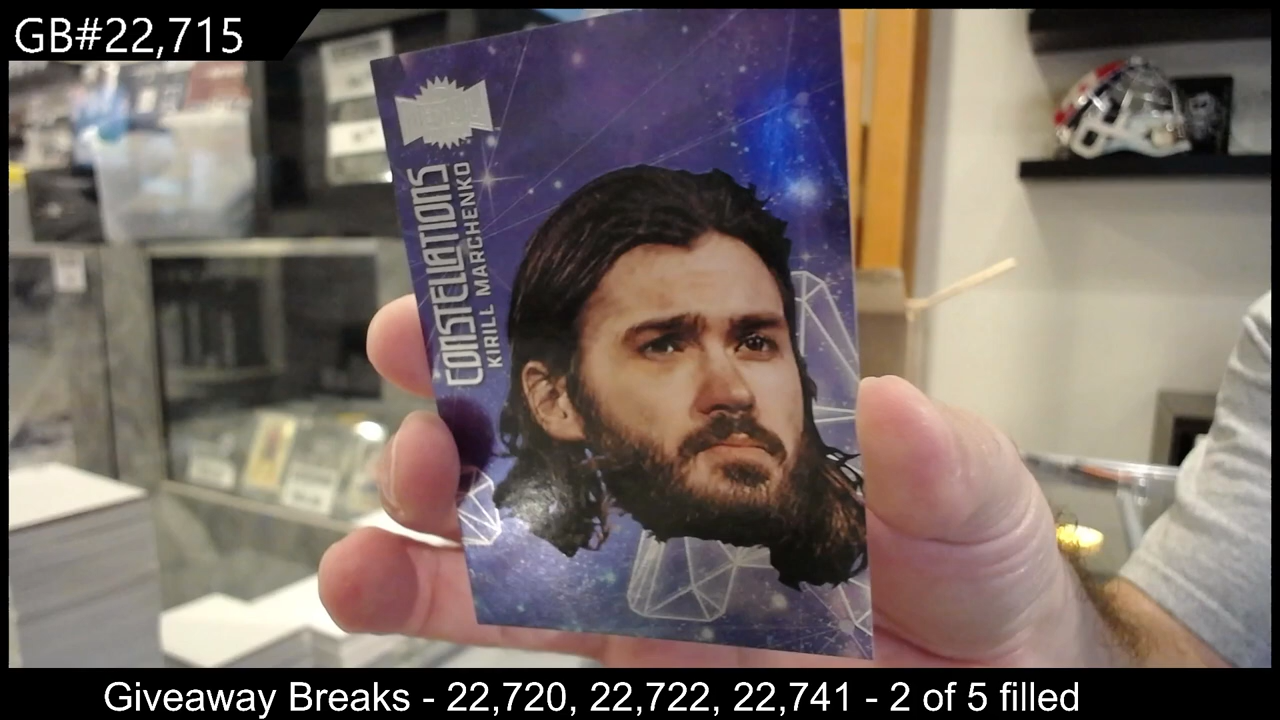 GB#22,715
CONSTELLATIONS
KIRILL MARCHENKO
Giveaway Breaks - 22,720, 22,722, 22,741 - 2 of 5 filled